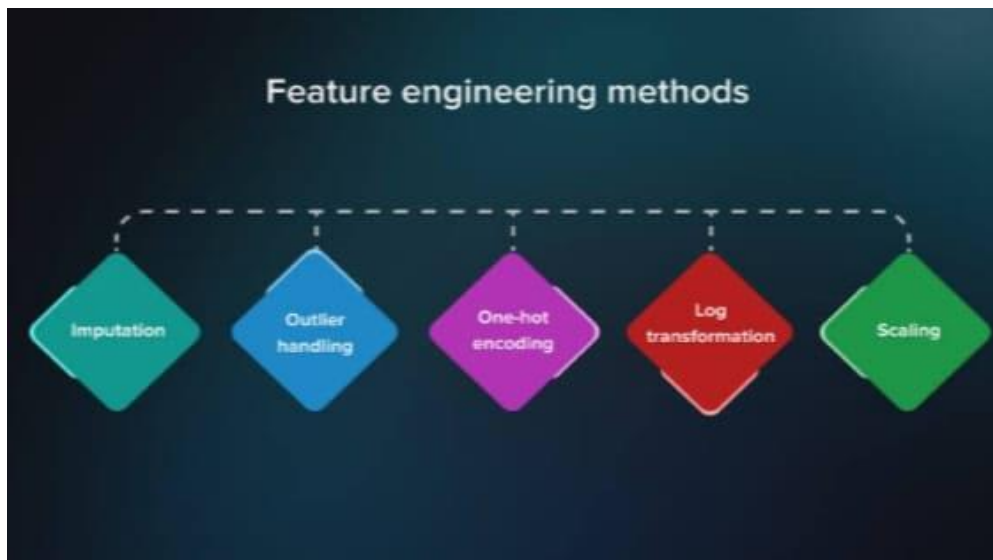 Feature engineering methods
Imputation
Outlier
handling
One-hot
encoding
Log
transformation
Scaling